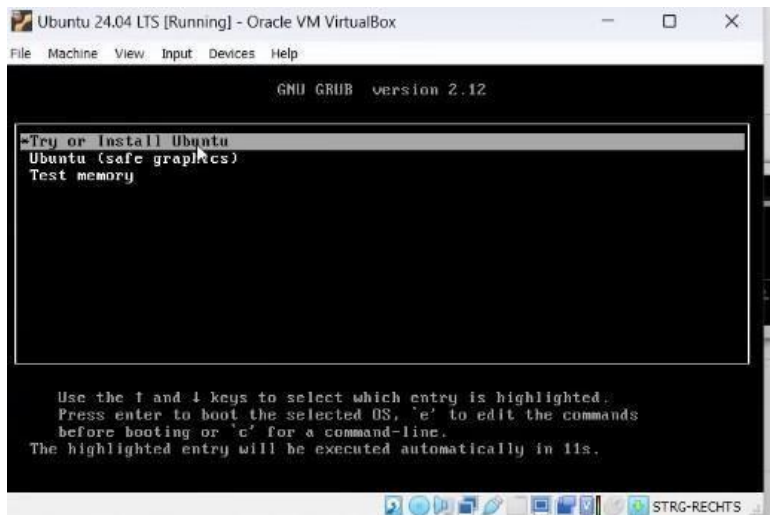 Ubuntu 24.04 LTS [Running] - Oracle VM VirtualBox
File Machine View Input Devices Help
GNU GRUB version 2.12
*Try or Install Ubuntu
Ubuntu (safe graphics)
Test memory
Use the ↑ and ↓ keys to select which entry is highlighted.
Press enter to boot the selected OS, `e' to edit the commands
before booting or `c' for a command-line.
The highlighted entry will be executed automatically in 11s.
STRG-RECHTS